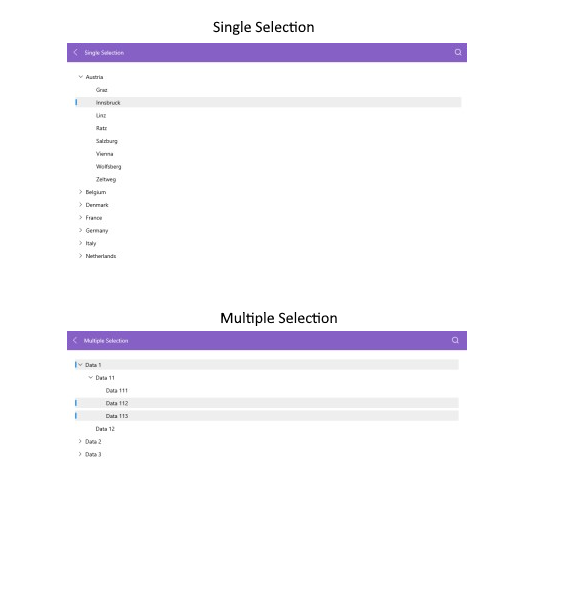 Single Selection
Single Selection
Austria
Graz
Innsbruck
Linz
Ratz
Salzburg
Vienna
Wolfsberg
Zeltweg
Belgium
Denmark
France
Germany
Italy
Netherlands
Multiple Selection
Multiple Selection
Data 1
Data 11
Data 111
Data 112
Data 113
Data 12
Data 2
Data 3